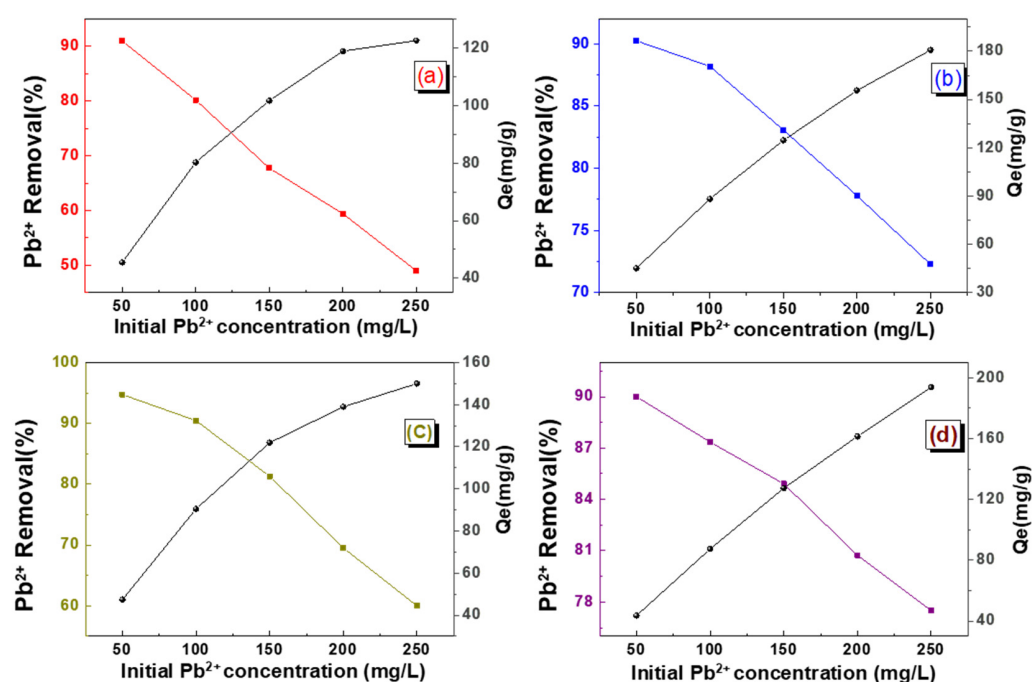 (a)
Pb²⁺ Removal(%)
90
80
70
60
50
Qe(mg/g)
120
100
80
60
40
50 100 150 200 250
Initial Pb²⁺ concentration (mg/L)
(b)
Pb²⁺ Removal(%)
90
85
80
75
70
Qe(mg/g)
180
150
120
90
60
30
50 100 150 200 250
Initial Pb²⁺ concentration (mg/L)
(C)
Pb²⁺ Removal(%)
100
90
80
70
60
Qe(mg/g)
160
140
120
100
80
60
40
50 100 150 200 250
Initial Pb²⁺ concentration (mg/L)
(d)
Pb²⁺ Removal(%)
90
87
84
81
78
Qe(mg/g)
200
160
120
80
40
50 100 150 200 250
Initial Pb²⁺ concentration (mg/L)